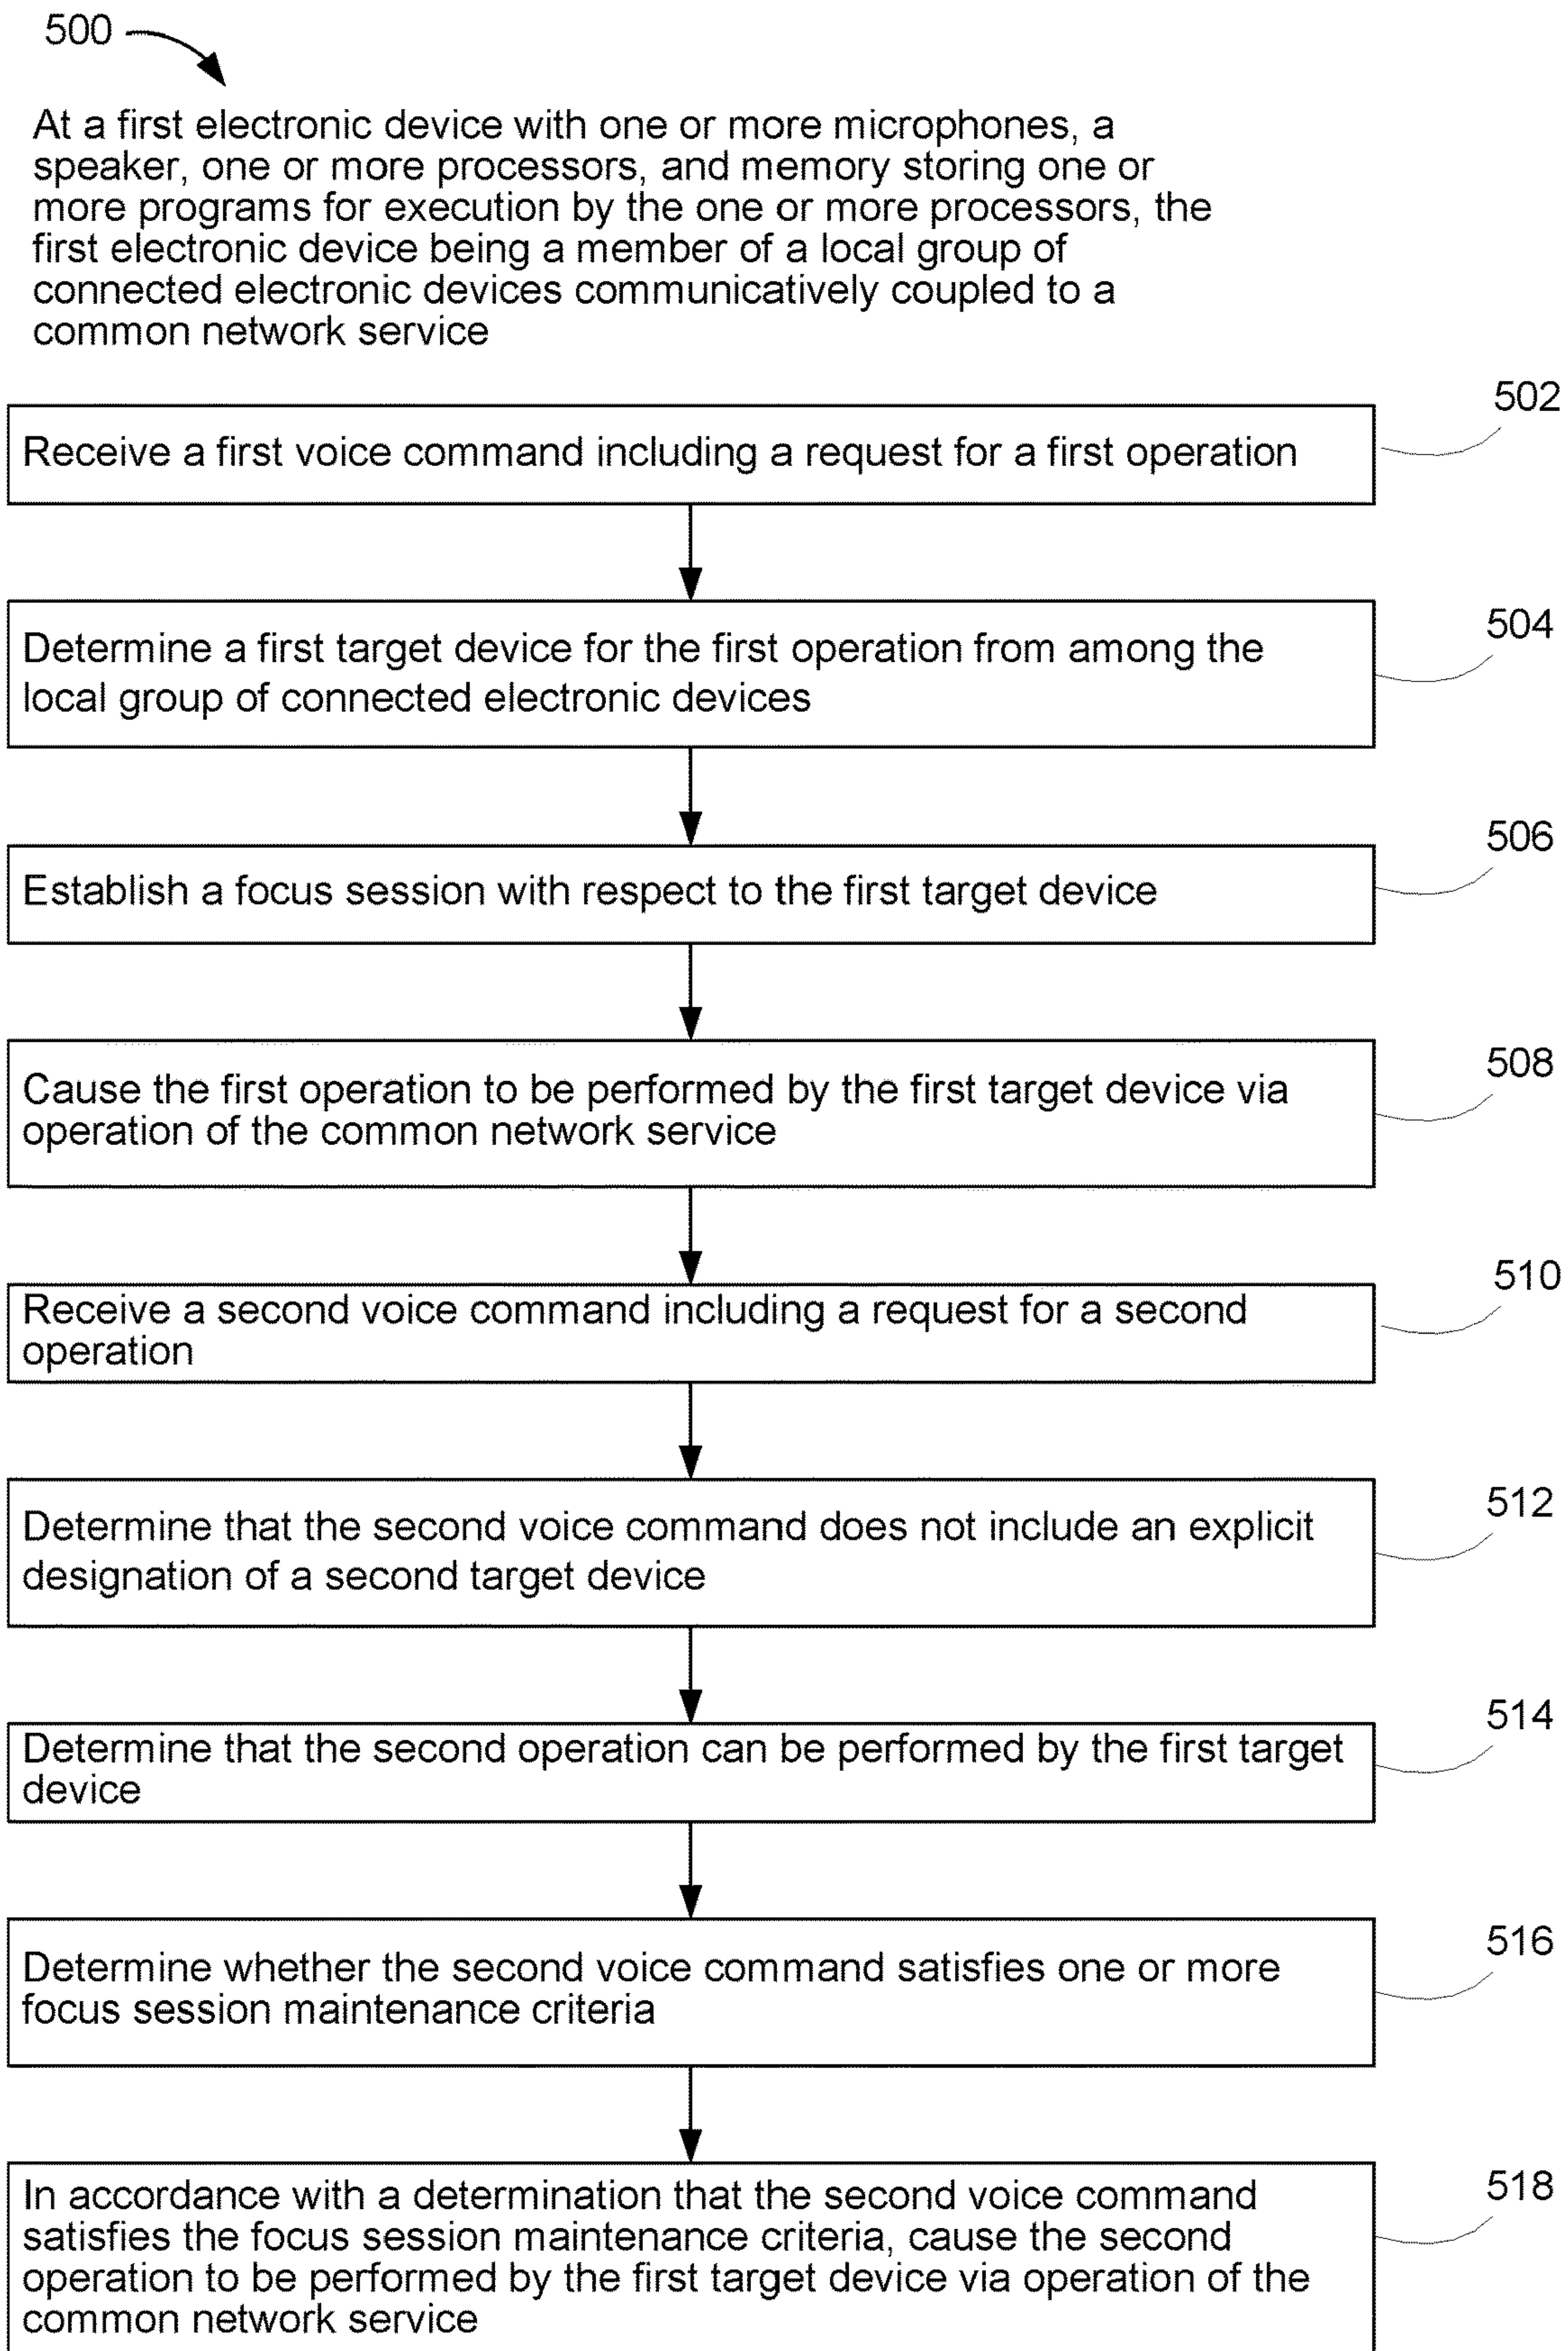 500
At a first electronic device with one or more microphones, a
speaker, one or more processors, and memory storing one or
more programs for execution by the one or more processors, the
first electronic device being a member of a local group of
connected electronic devices communicatively coupled to a
common network service
502
Receive a first voice command including a request for a first operation
504
Determine a first target device for the first operation from among the
local group of connected electronic devices
506
Establish a focus session with respect to the first target device
508
Cause the first operation to be performed by the first target device via
operation of the common network service
510
Receive a second voice command including a request for a second
operation
512
Determine that the second voice command does not include an explicit
designation of a second target device
514
Determine that the second operation can be performed by the first target
device
516
Determine whether the second voice command satisfies one or more
focus session maintenance criteria
518
In accordance with a determination that the second voice command
satisfies the focus session maintenance criteria, cause the second
operation to be performed by the first target device via operation of the
common network service